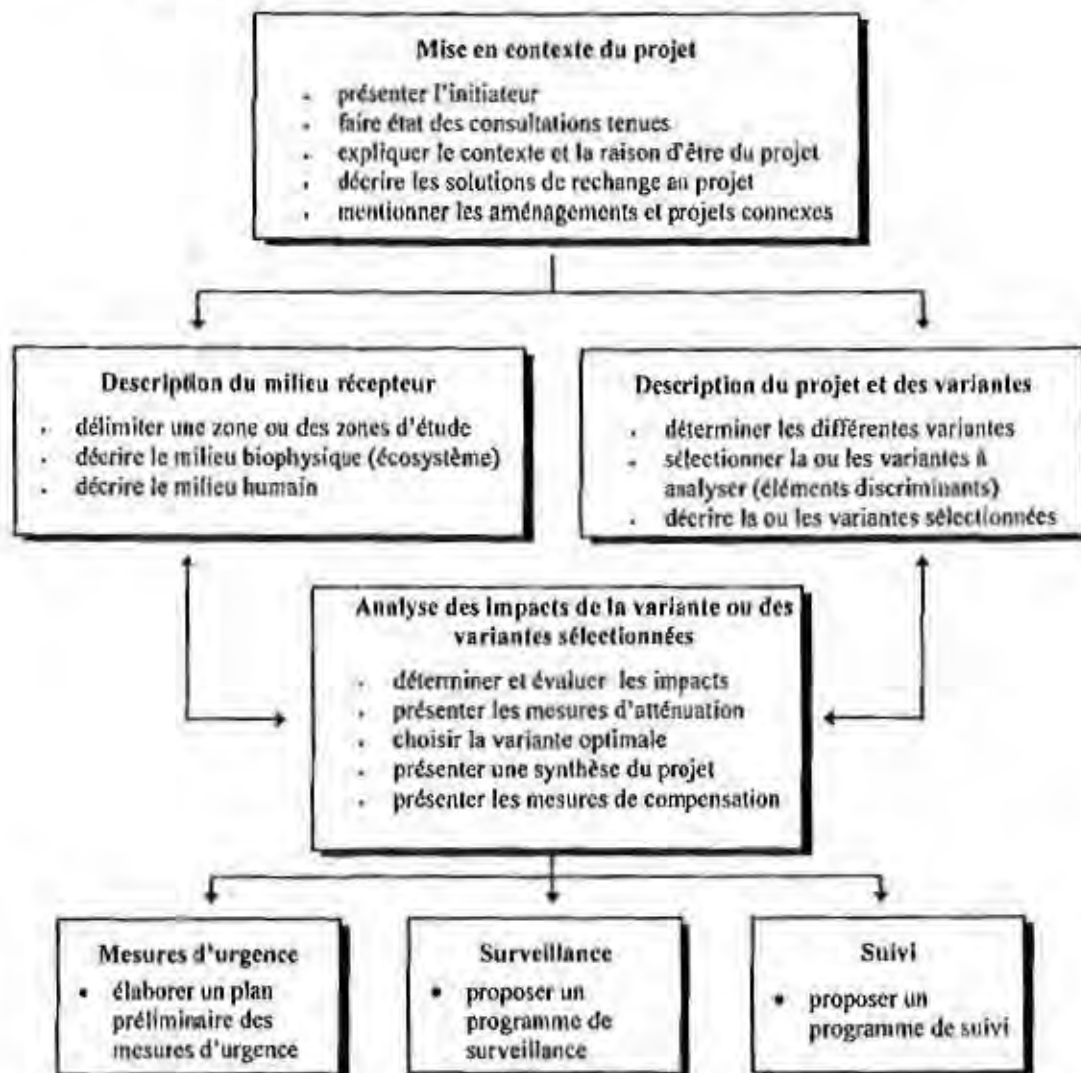 Mise en contexte du projet
- présenter l'initiateur
- faire état des consultations tenues
- expliquer le contexte et la raison d'être du projet
- décrire les solutions de rechange au projet
- mentionner les aménagements et projets connexes
Description du milieu récepteur
- délimiter une zone ou des zones d'étude
- décrire le milieu biophysique (écosystème)
- décrire le milieu humain
Description du projet et des variantes
- déterminer les différentes variantes
- sélectionner la ou les variantes à
analyser (éléments discriminants)
- décrire la ou les variantes sélectionnées
Analyse des impacts de la variante ou des
variantes sélectionnées
- déterminer et évaluer les impacts
- présenter les mesures d'atténuation
- choisir la variante optimale
- présenter une synthèse du projet
- présenter les mesures de compensation
Mesures d'urgence
• élaborer un plan
préliminaire des
mesures d'urgence
Surveillance
• proposer un
programme de
surveillance
Suivi
• proposer un
programme de suivi